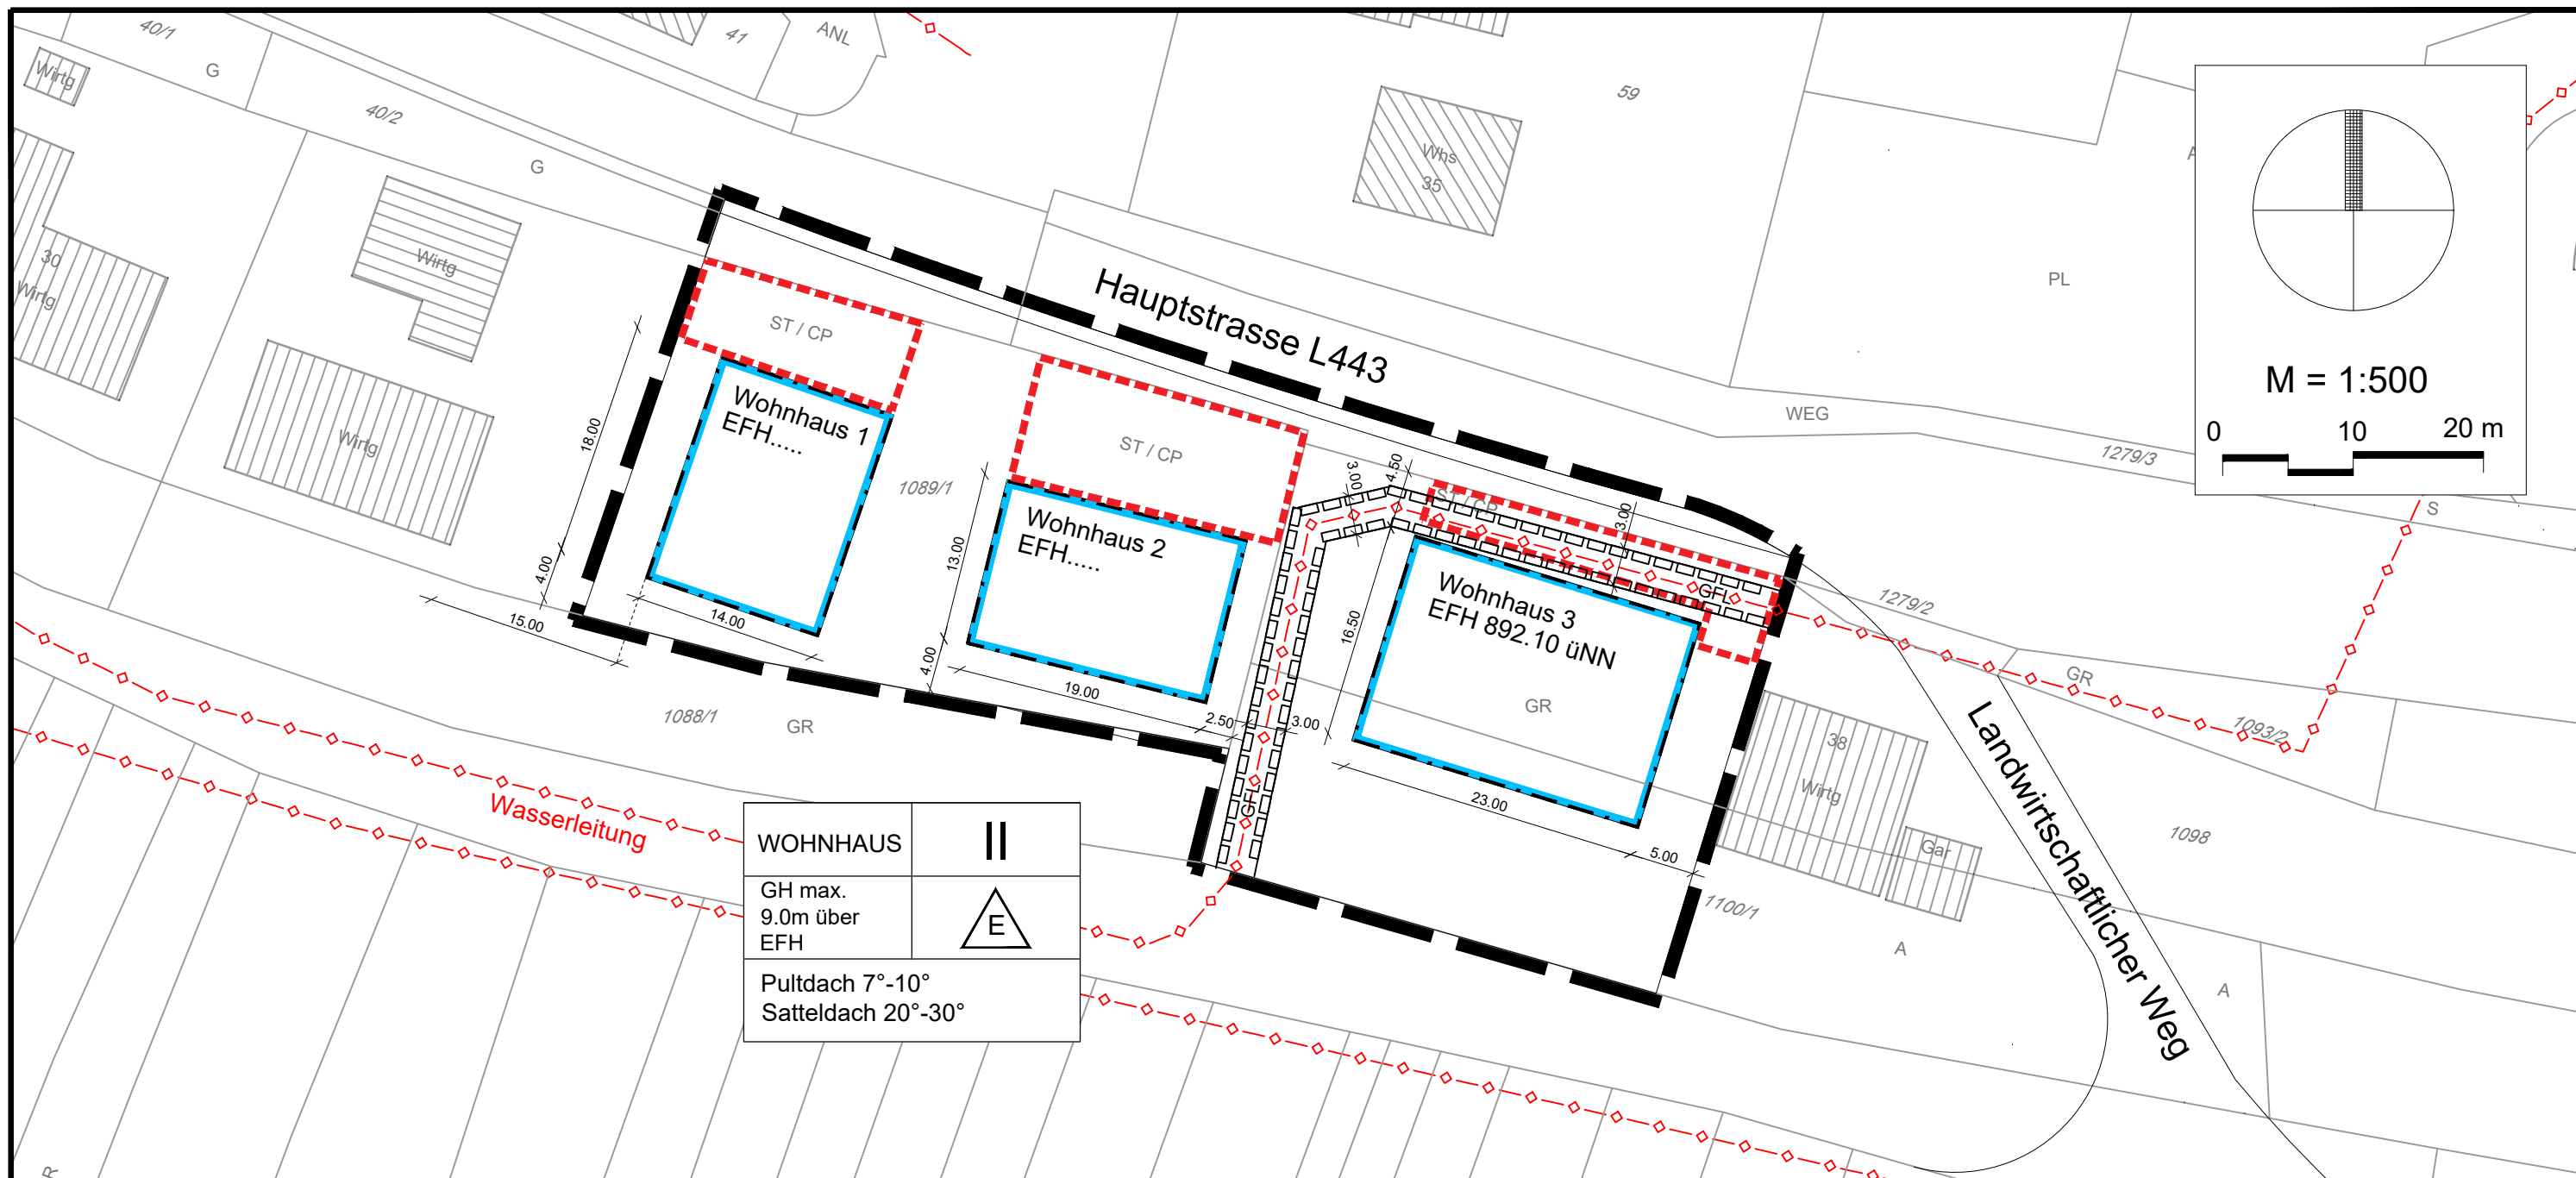 40/1
41
ANL
G
Wirtg
40/2
59
G
Whs
35
30
Wirtg
Wirtg
PL
M = 1:500
0 10 20 m
Hauptstrasse L443
ST / CP
WEG
1279/3
S
Wohnhaus 1
EFH.....
18.00
Wirtg
ST / CP
1089/1
3.00
4.50
ST / CP
3.00
Wohnhaus 2
EFH.....
13.00
4.00
Wohnhaus 3
EFH 892.10 üNN
GFL
1279/2
16.50
15.00
14.00
4.00
19.00
2.50
3.00
GR
GR
1093/2
1088/1
GR
38
Wirtg
Gar
GFL
23.00
5.00
Landwirtschaftlicher Weg
1098
1100/1
A
A
Wasserleitung
WOHNHAUS
II
GH max.
9.0m über
EFH
E
Pultdach 7°-10°
Satteldach 20°-30°
R